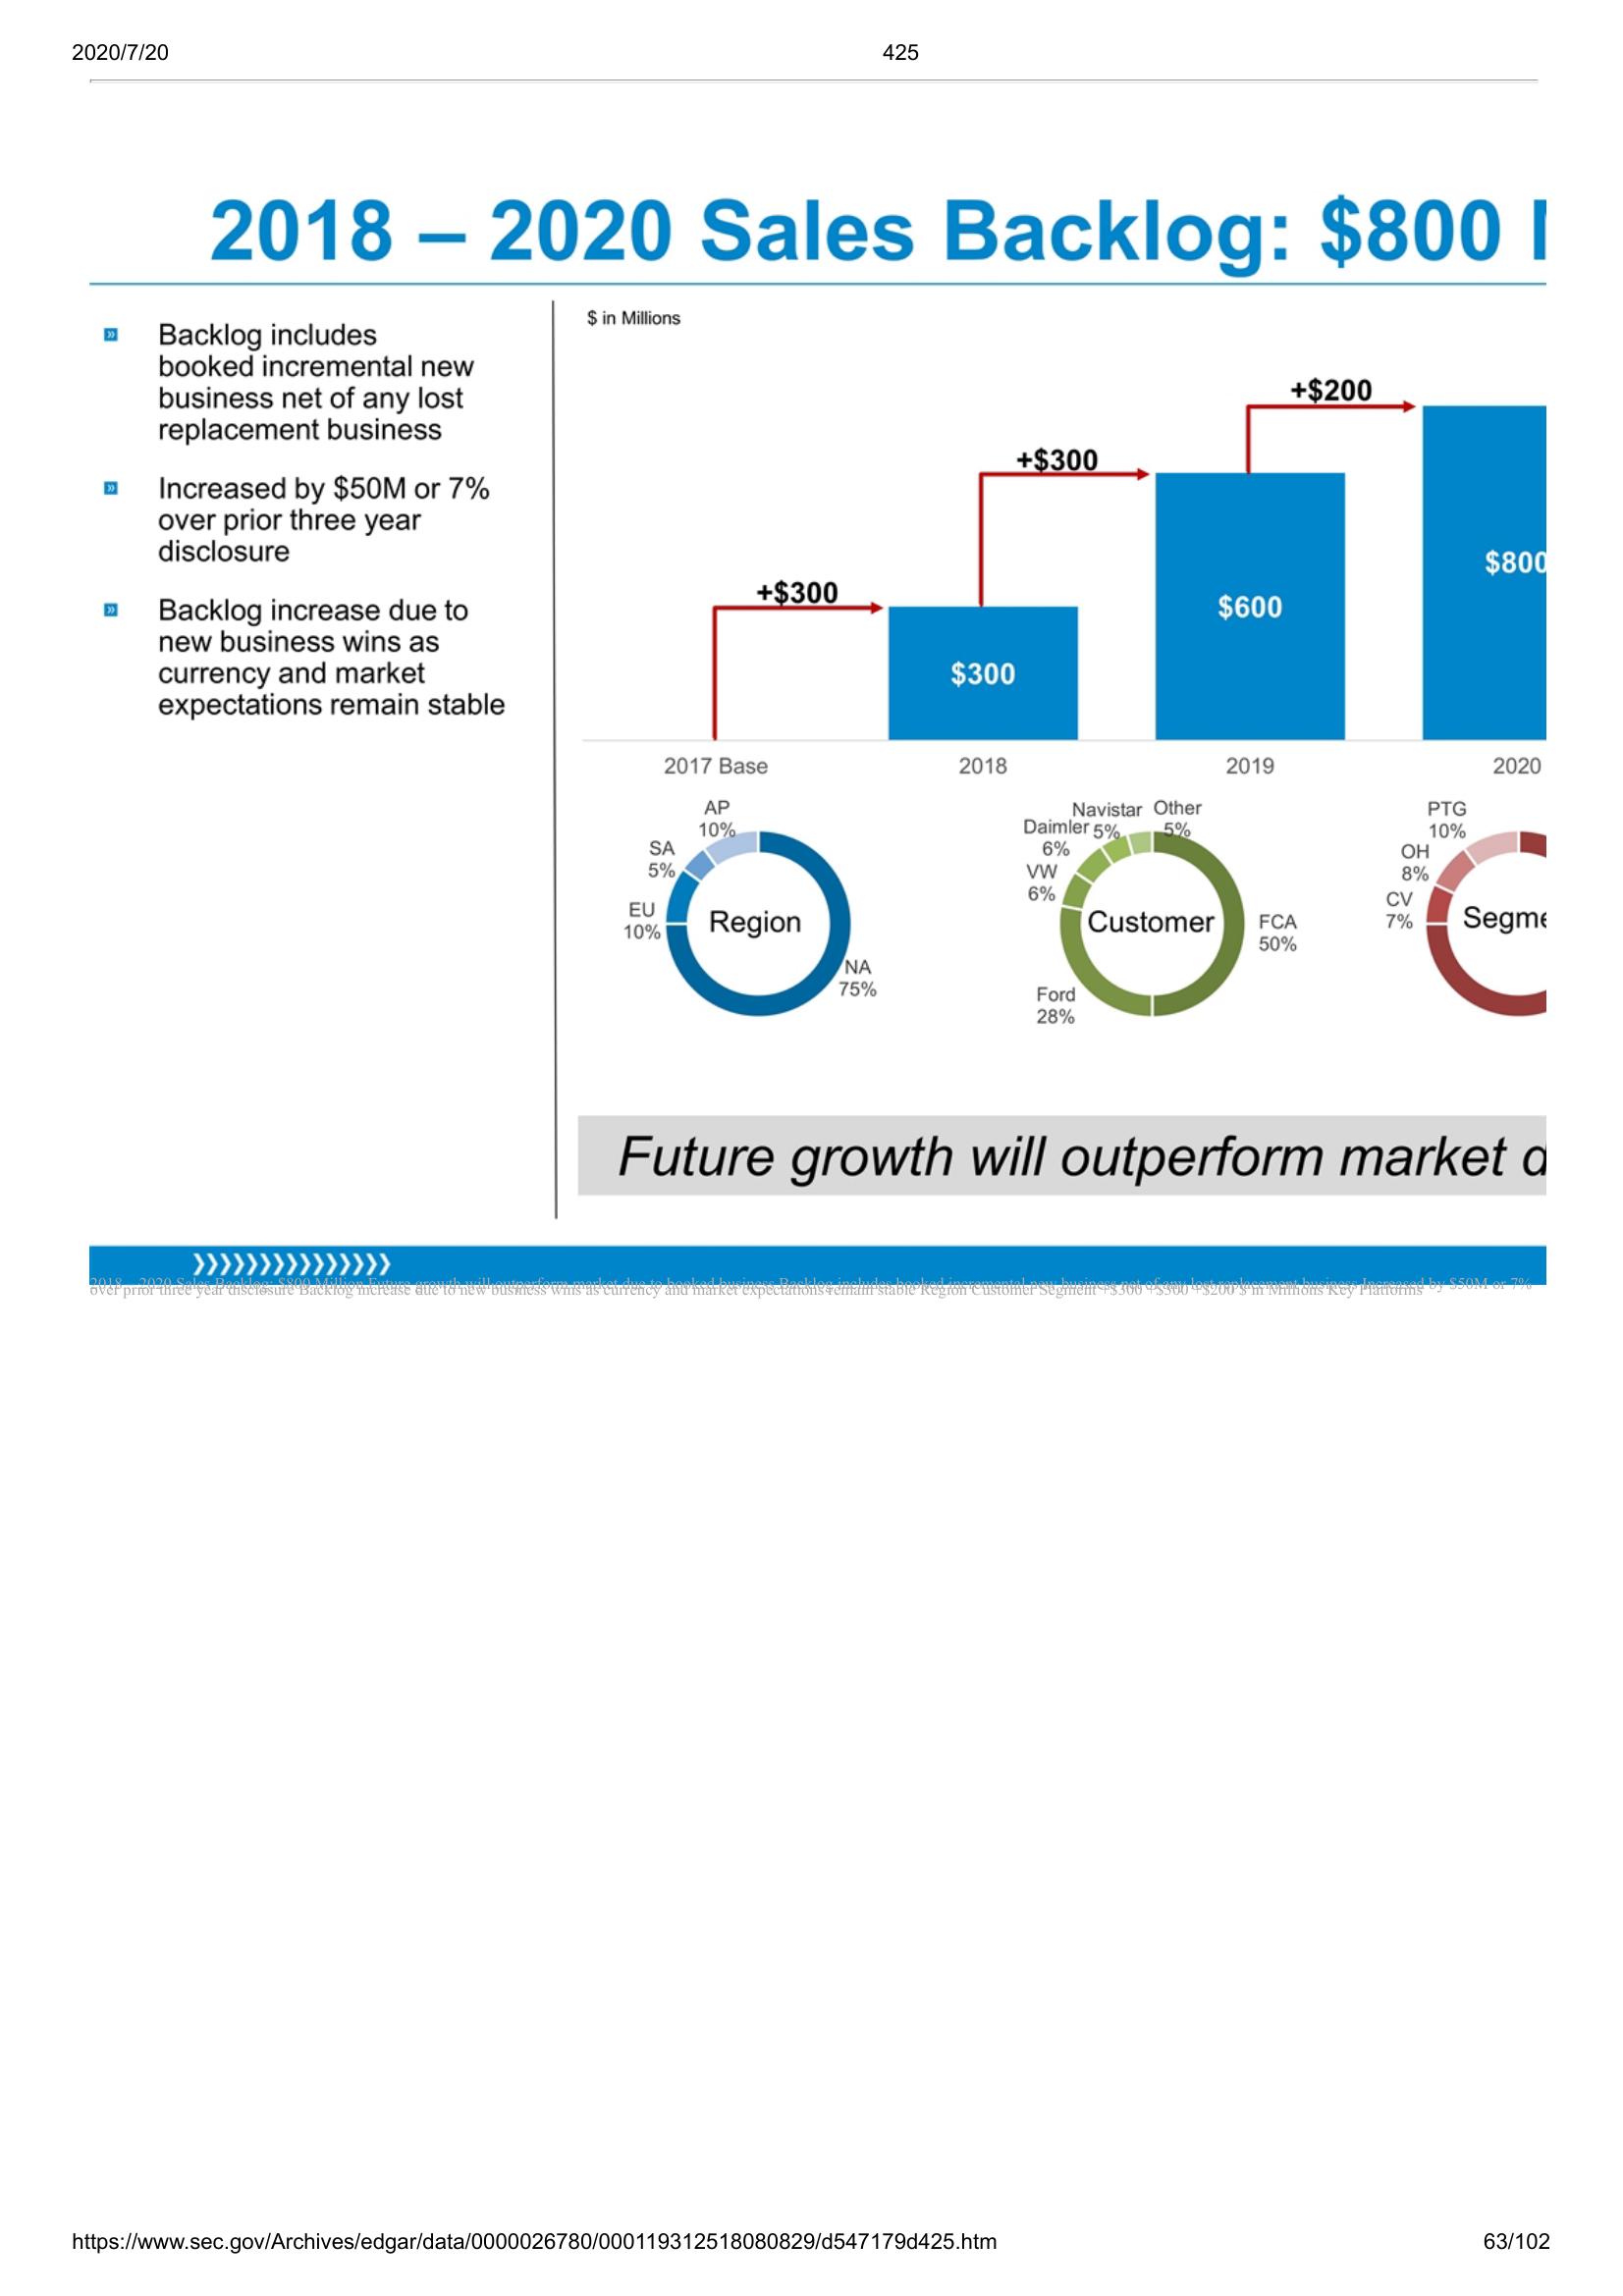 2020/7/20
425
2018 – 2020 Sales Backlog: $800
Backlog includes
booked incremental new
business net of any lost
replacement business
Increased by $50M or 7%
over prior three year
disclosure
Backlog increase due to
new business wins as
currency and market
expectations remain stable
$ in Millions
+$300
+$300
+$200
$300
$600
$800
2017 Base
2018
2019
2020
AP
10%
SA
5%
EU
10%
Region
NA
75%
Navistar
5%
Other
5%
Daimler
6%
VW
6%
Customer
FCA
50%
Ford
28%
PTG
10%
OH
8%
CV
7%
Segme
Future growth will outperform market d
2018 – 2020 Sales Backlog: $800 Million Future growth will outperform market due to booked business Backlog includes booked incremental new business net of any lost replacement business Increased by $50M or 7%
over prior three year disclosure Backlog increase due to new business wins as currency and market expectations remain stable Region Customer Segment +$300 +$300 +$200 $ in Millions Key Platforms
https://www.sec.gov/Archives/edgar/data/0000026780/000119312518080829/d547179d425.htm
63/102